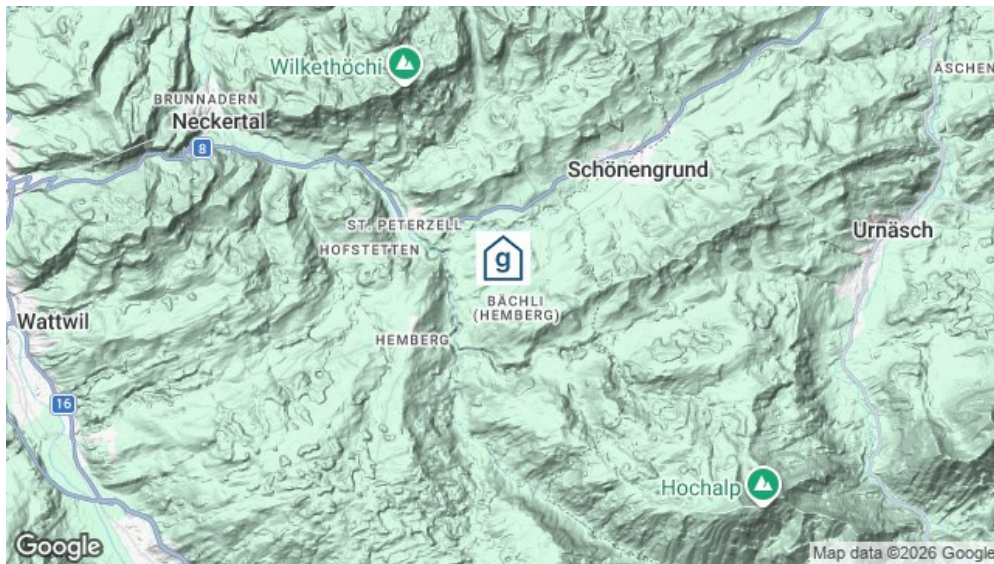 Wilkethöchi
ÄSCHEN
BRUNNADERN
Neckertal
8
Schönengrund
ST. PETERZELL
HOFSTETTEN
Urnäsch
g
BÄCHLI
(HEMBERG)
Wattwil
HEMBERG
16
Hochalp
Google
Map data ©2026 Google